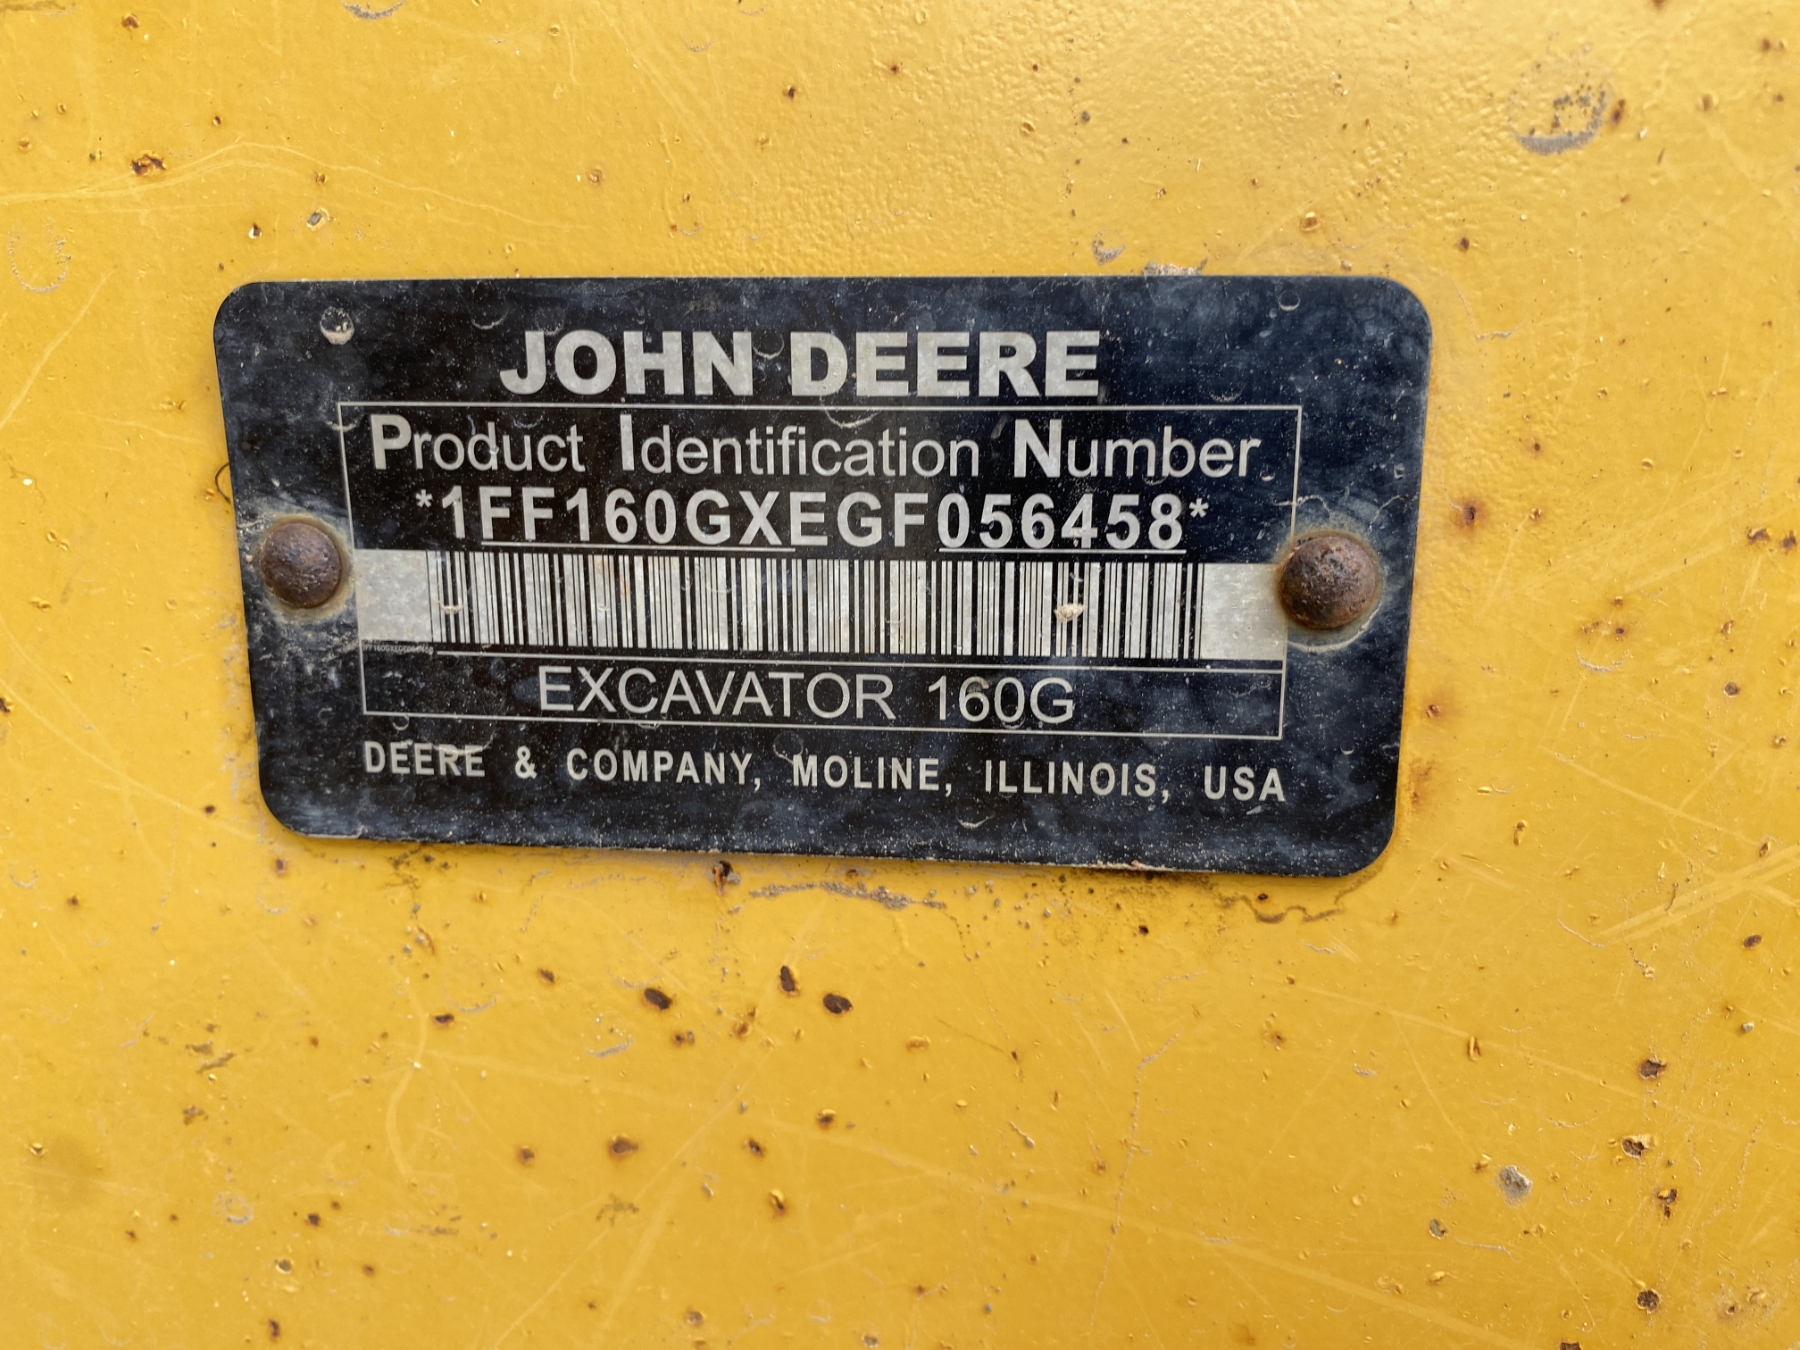 JOHN DEERE
Product Identification Number
*1FF160GXEGF056458*
EXCAVATOR 160G
DEERE & COMPANY, MOLINE, ILLINOIS, USA